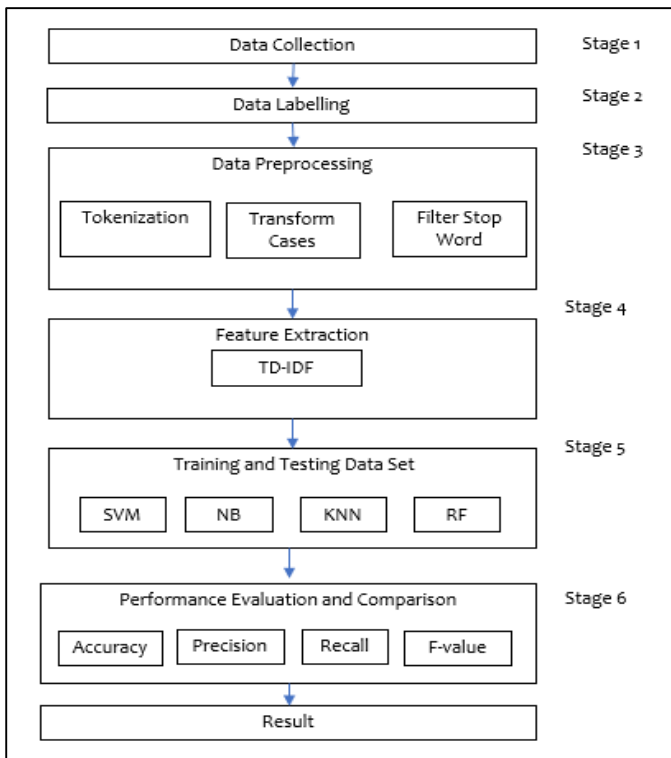 Data Collection
Stage 1
Data Labelling
Stage 2
Data Preprocessing
Stage 3
Tokenization
Transform
Cases
Filter Stop
Word
Stage 4
Feature Extraction
TD-IDF
Training and Testing Data Set
Stage 5
SVM
NB
KNN
RF
Performance Evaluation and Comparison
Stage 6
Accuracy
Precision
Recall
F-value
Result